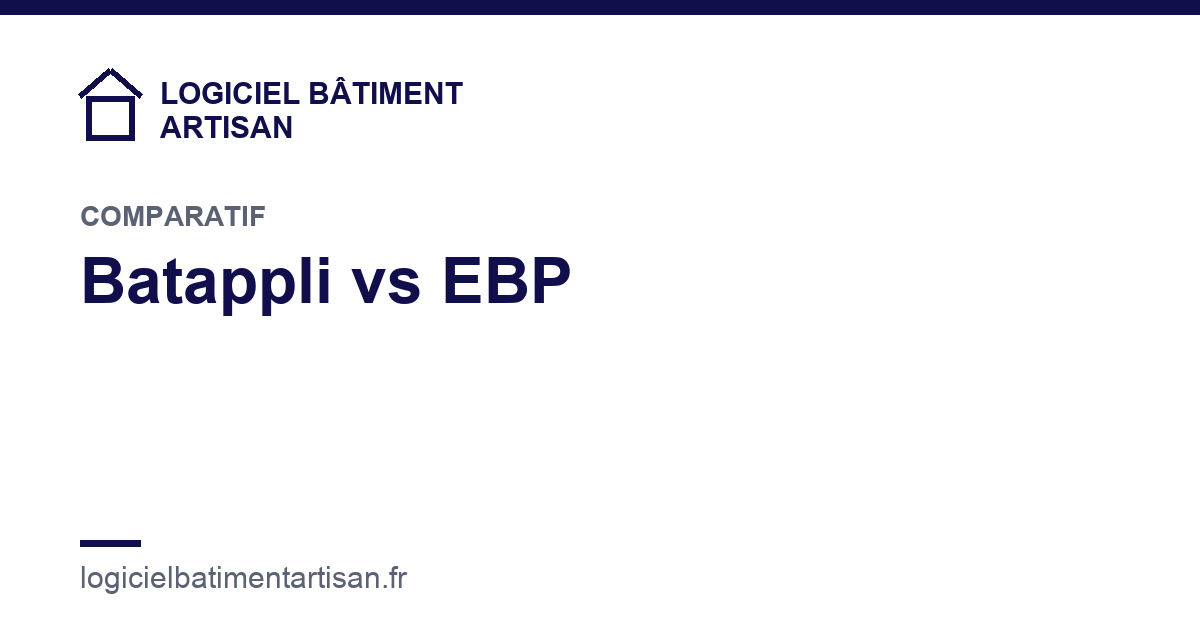 LOGICIEL BÂTIMENT
ARTISAN
COMPARATIF
Batappli vs EBP
logicielbatimentartisan.fr